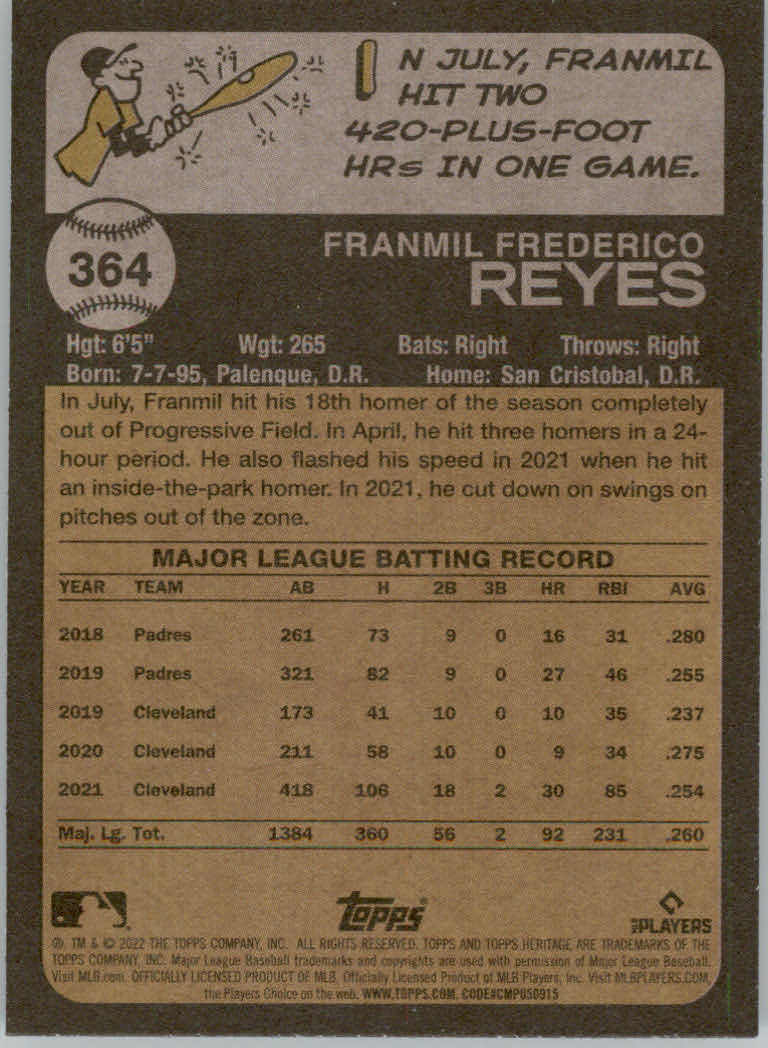 IN JULY, FRANMIL
HIT TWO
420-PLUS-FOOT
HRs IN ONE GAME.
364
FRANMIL FREDERICO
REYES
Hgt: 6'5" Wgt: 265 Bats: Right Throws: Right
Born: 7-7-95, Palenque, D.R. Home: San Cristobal, D.R.
In July, Franmil hit his 18th homer of the season completely
out of Progressive Field. In April, he hit three homers in a 24-
hour period. He also flashed his speed in 2021 when he hit
an inside-the-park homer. In 2021, he cut down on swings on
pitches out of the zone.
MAJOR LEAGUE BATTING RECORD
YEAR TEAM AB H 2B 3B HR RBI AVG
2018 Padres 261 73 9 0 16 31 .280
2019 Padres 321 82 9 0 27 46 .255
2019 Cleveland 173 41 10 0 10 35 .237
2020 Cleveland 211 58 10 0 9 34 .275
2021 Cleveland 418 106 18 2 30 85 .254
Maj. Lg. Tot. 1384 360 56 2 92 231 .260
Topps
MLB PLAYERS
®, TM & © 2022 THE TOPPS COMPANY, INC. ALL RIGHTS RESERVED. TOPPS AND TOPPS HERITAGE ARE TRADEMARKS OF THE
TOPPS COMPANY, INC. Major League Baseball trademarks and copyrights are used with permission of Major League Baseball.
Visit MLB.com. OFFICIALLY LICENSED PRODUCT OF MLB, Officially Licensed Product of MLB Players, Inc. Visit MLBPLAYERS.COM,
the Players Choice on the web. WWW.TOPPS.COM. CODE#CMP050915